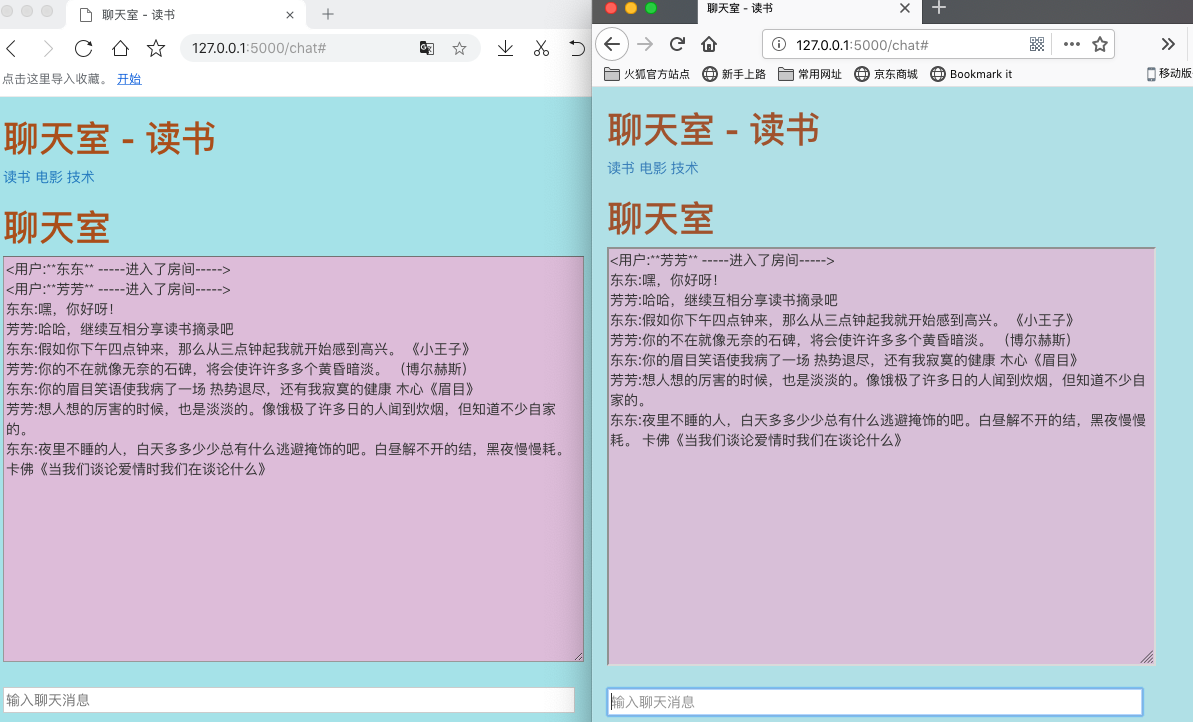 聊天室 - 读书
127.0.0.1:5000/chat#
点击这里导入收藏。 开始
聊天室 - 读书
读书 电影 技术
聊天室
<用户:**东东** -----进入了房间----->
<用户:**芳芳** -----进入了房间----->
东东:嘿，你好呀！
芳芳:哈哈，继续互相分享读书摘录吧
东东:假如你下午四点钟来，那么从三点钟起我就开始感到高兴。 《小王子》
芳芳:你的不在就像无奈的石碑，将会使许许多多个黄昏暗淡。 （博尔赫斯）
东东:你的眉目笑语使我病了一场 热势退尽，还有我寂寞的健康 木心《眉目》
芳芳:想人想的厉害的时候，也是淡淡的。像饿极了许多日的人闻到炊烟，但知道不少自家
的。
东东:夜里不睡的人，白天多多少少总有什么逃避掩饰的吧。白昼解不开的结，黑夜慢慢耗。
卡佛《当我们谈论爱情时我们在谈论什么》
输入聊天消息
聊天室 - 读书
127.0.0.1:5000/chat#
火狐官方站点 新手上路 常用网址 京东商城 Bookmark it 移动版
聊天室 - 读书
读书 电影 技术
聊天室
<用户:**芳芳** -----进入了房间----->
东东:嘿，你好呀！
芳芳:哈哈，继续互相分享读书摘录吧
东东:假如你下午四点钟来，那么从三点钟起我就开始感到高兴。 《小王子》
芳芳:你的不在就像无奈的石碑，将会使许许多多个黄昏暗淡。 （博尔赫斯）
东东:你的眉目笑语使我病了一场 热势退尽，还有我寂寞的健康 木心《眉目》
芳芳:想人想的厉害的时候，也是淡淡的。像饿极了许多日的人闻到炊烟，但知道不少自
家的。
东东:夜里不睡的人，白天多多少少总有什么逃避掩饰的吧。白昼解不开的结，黑夜慢慢
耗。 卡佛《当我们谈论爱情时我们在谈论什么》
输入聊天消息